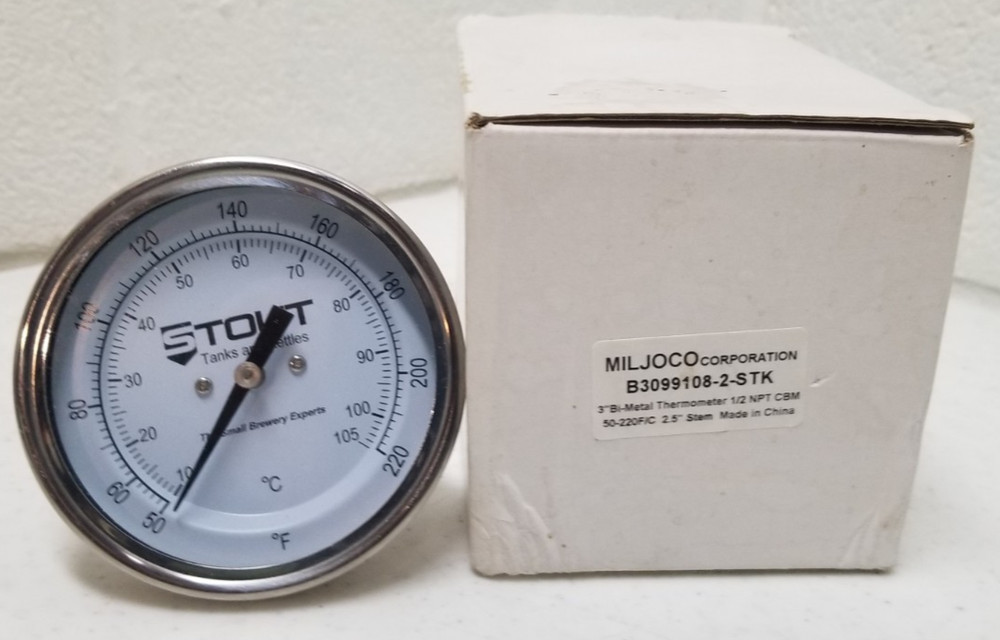 140
120
160
60
50
70
100
180
40
80
STOUT
Tanks and Kettles
30
90
200
80
Small Brewery Experts
20
100
105
10
60
220
50
°C
°F
MILJOCO CORPORATION
B3099108-2-STK
3"Bi-Metal Thermometer 1/2 NPT CBM
50-220F/C 2.5" Stem Made in China